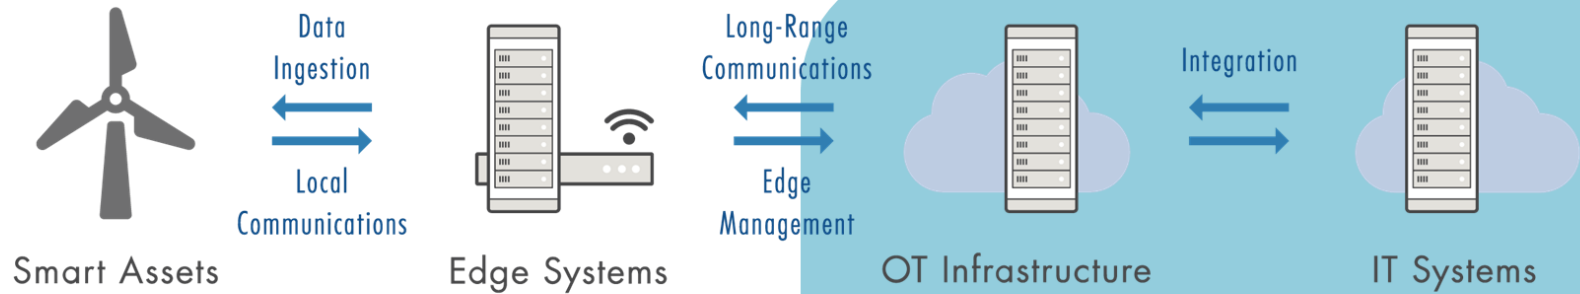 Data
Ingestion
Local
Communications
Long-Range
Communications
Edge
Management
Integration
Smart Assets
Edge Systems
OT Infrastructure
IT Systems